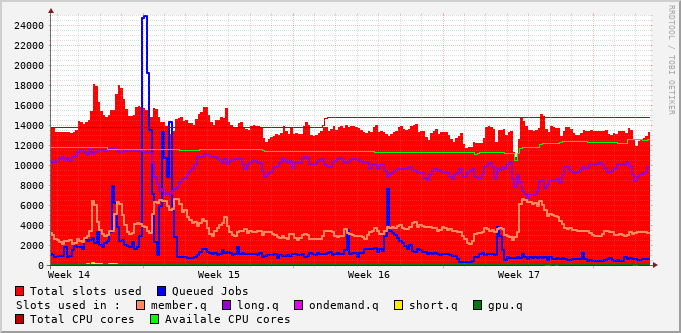 24000
22000
20000
18000
16000
14000
12000
10000
8000
6000
4000
2000
0
RRDTOOL / TOBI OETIKER
Week 14 Week 15 Week 16 Week 17
Total slots used Queued Jobs
Slots used in : member.q long.q ondemand.q short.q gpu.q
Total CPU cores Availale CPU cores